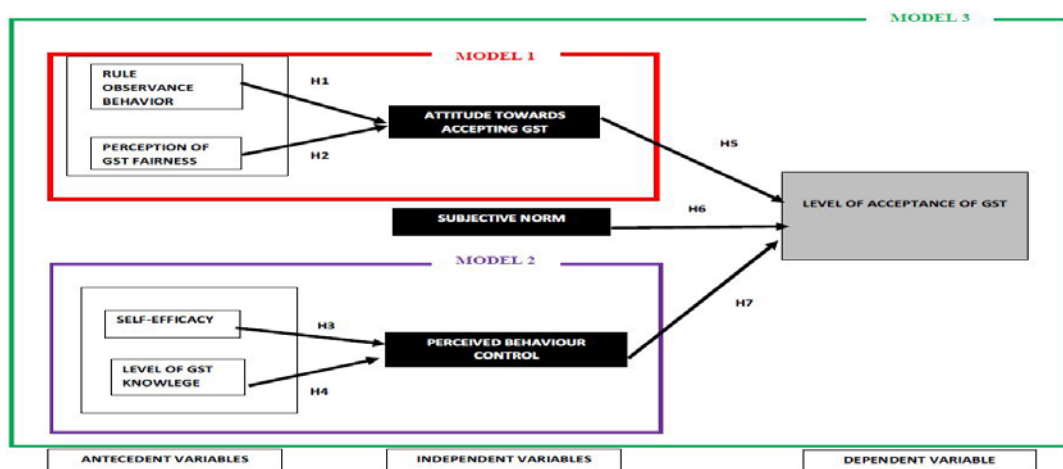 MODEL 3
MODEL 1
RULE
OBSERVANCE
BEHAVIOR
H1
ATTITUDE TOWARDS
ACCEPTING GST
PERCEPTION OF
GST FAIRNESS
H2
H5
LEVEL OF ACCEPTANCE OF GST
SUBJECTIVE NORM
H6
MODEL 2
H7
SELF-EFFICACY
H3
PERCEIVED BEHAVIOUR
CONTROL
LEVEL OF GST
KNOWLEGE
H4
ANTECEDENT VARIABLES
INDEPENDENT VARIABLES
DEPENDENT VARIABLE